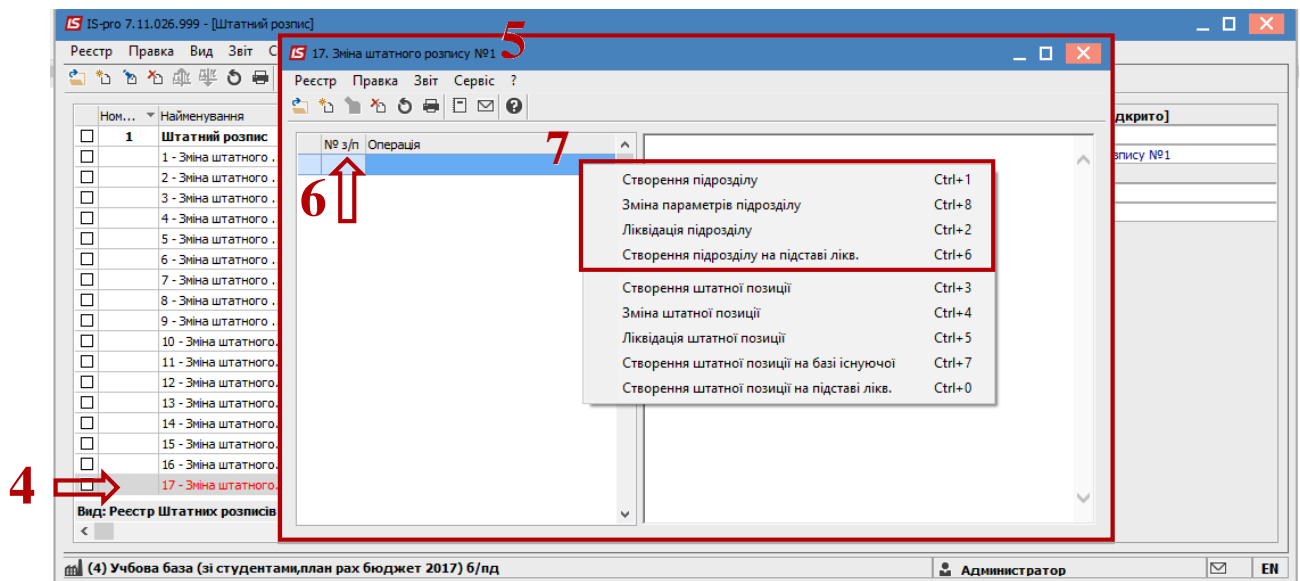 IS-pro 7.11.026.999 - [Штатний розпис]
Реєстр Правка Вид Звіт С
Ном... Найменування
1 Штатний розпис
1 - Зміна штатного ..
2 - Зміна штатного ..
3 - Зміна штатного ..
4 - Зміна штатного ..
5 - Зміна штатного ..
6 - Зміна штатного ..
7 - Зміна штатного ..
8 - Зміна штатного ..
9 - Зміна штатного ..
10 - Зміна штатного.
11 - Зміна штатного.
12 - Зміна штатного.
13 - Зміна штатного.
14 - Зміна штатного.
15 - Зміна штатного.
16 - Зміна штатного.
4
17 - Зміна штатного.
Вид: Реєстр Штатних розписів
5
17. Зміна штатного розпису №1
Реєстр Правка Звіт Сервіс ?
№ з/п Операція
7
6
Створення підрозділу Ctrl+1
Зміна параметрів підрозділу Ctrl+8
Ліквідація підрозділу Ctrl+2
Створення підрозділу на підставі лікв. Ctrl+6
Створення штатної позиції Ctrl+3
Зміна штатної позиції Ctrl+4
Ліквідація штатної позиції Ctrl+5
Створення штатної позиції на базі існуючої Ctrl+7
Створення штатної позиції на підставі лікв. Ctrl+0
дкрито]
зпису №1
(4) Учбова база (зі студентами,план рах бюджет 2017) б/пд
Администратор
EN